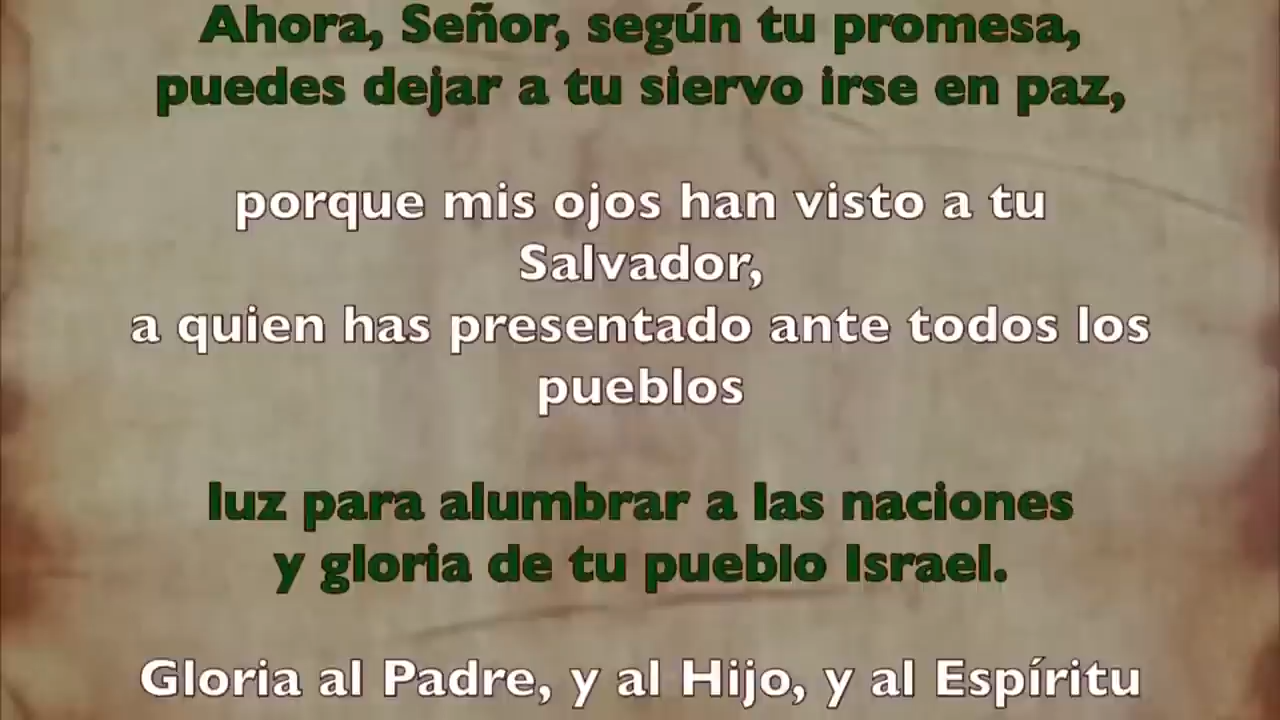 Ahora, Señor, según tu promesa,
puedes dejar a tu siervo irse en paz,
porque mis ojos han visto a tu
Salvador,
a quien has presentado ante todos los
pueblos
luz para alumbrar a las naciones
y gloria de tu pueblo Israel.
Gloria al Padre, y al Hijo, y al Espíritu